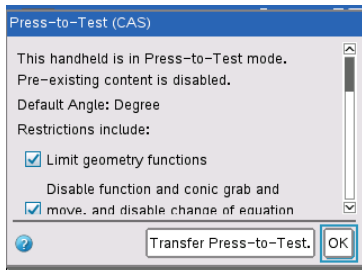 Press-to-Test (CAS)
This handheld is in Press-to-Test mode.
Pre-existing content is disabled.
Default Angle: Degree
Restrictions include:
Limit geometry functions
Disable function and conic grab and
move, and disable change of equation
Transfer Press-to-Test.
OK